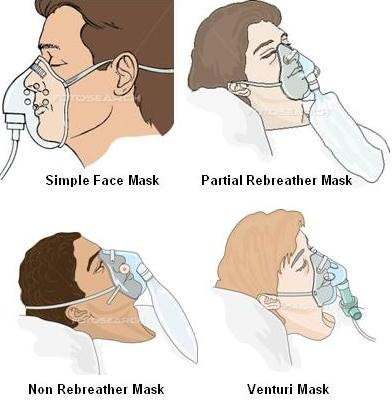 Simple Face Mask
Partial Rebreather Mask
Non Rebreather Mask
Venturi Mask